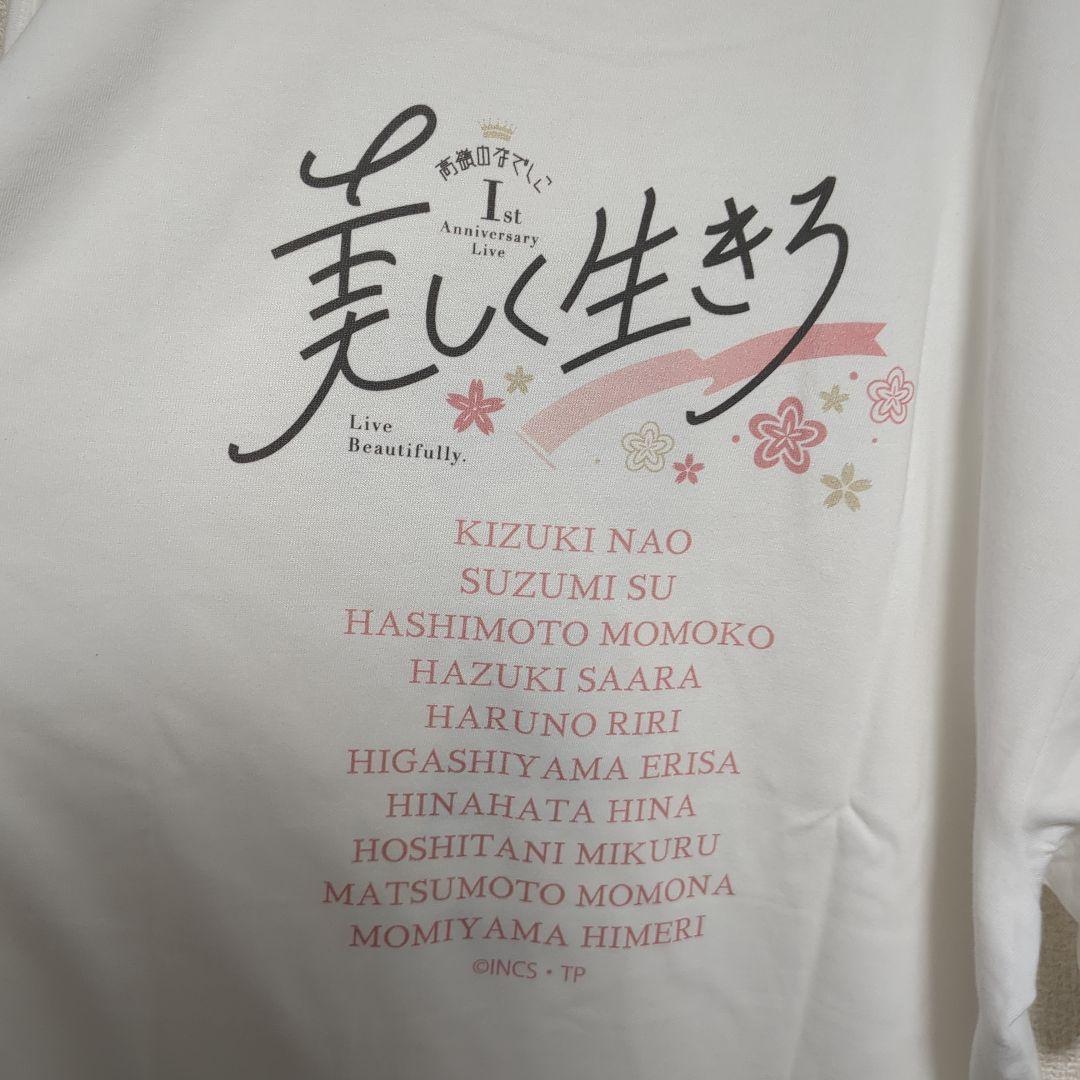 高嶺のなでしこ
1st
Anniversary
Live
美しく生きろ
Live
Beautifully.
KIZUKI NAO
SUZUMI SU
HASHIMOTO MOMOKO
HAZUKI SAARA
HARUNO RIRI
HIGASHIYAMA ERISA
HINAHATA HINA
HOSHITANI MIKURU
MATSUMOTO MOMONA
MOMIYAMA HIMERI
©INCS・TP